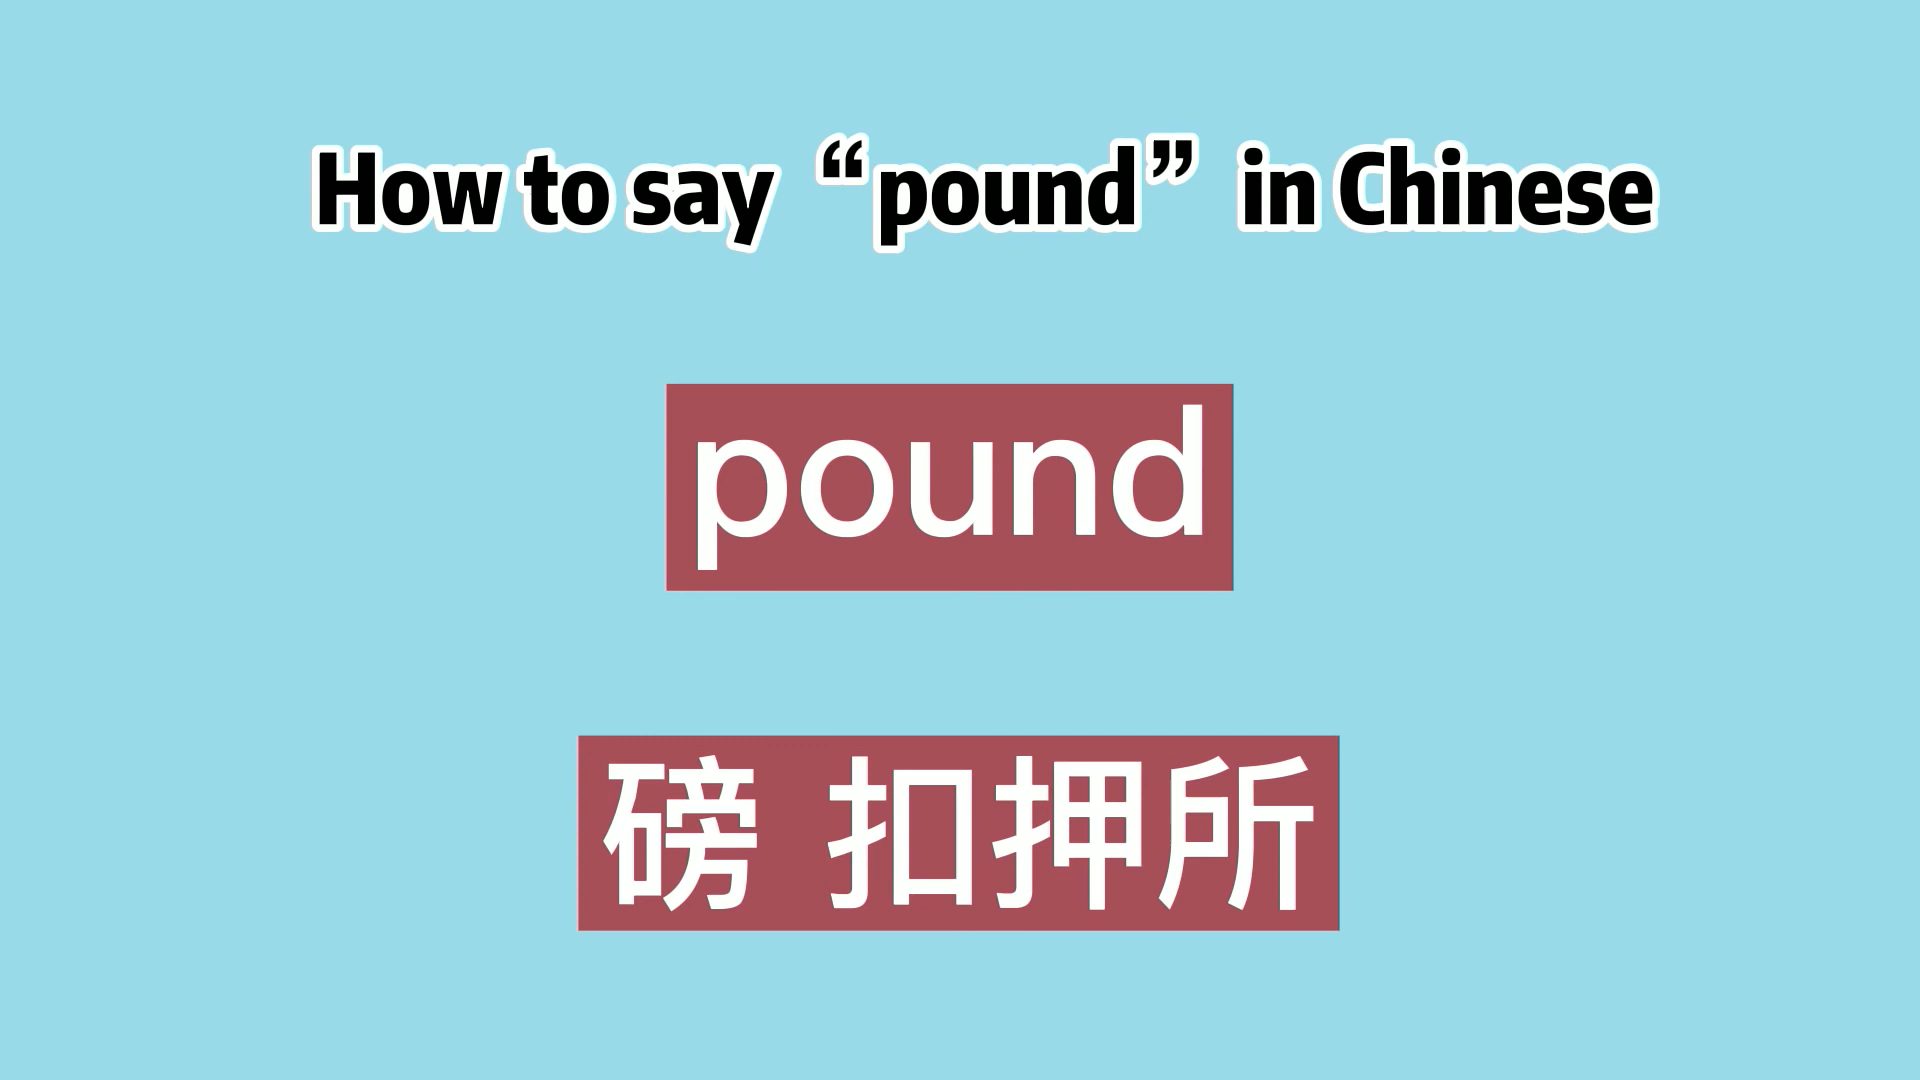 How to say “pound” in Chinese
pound
磅 扣押所